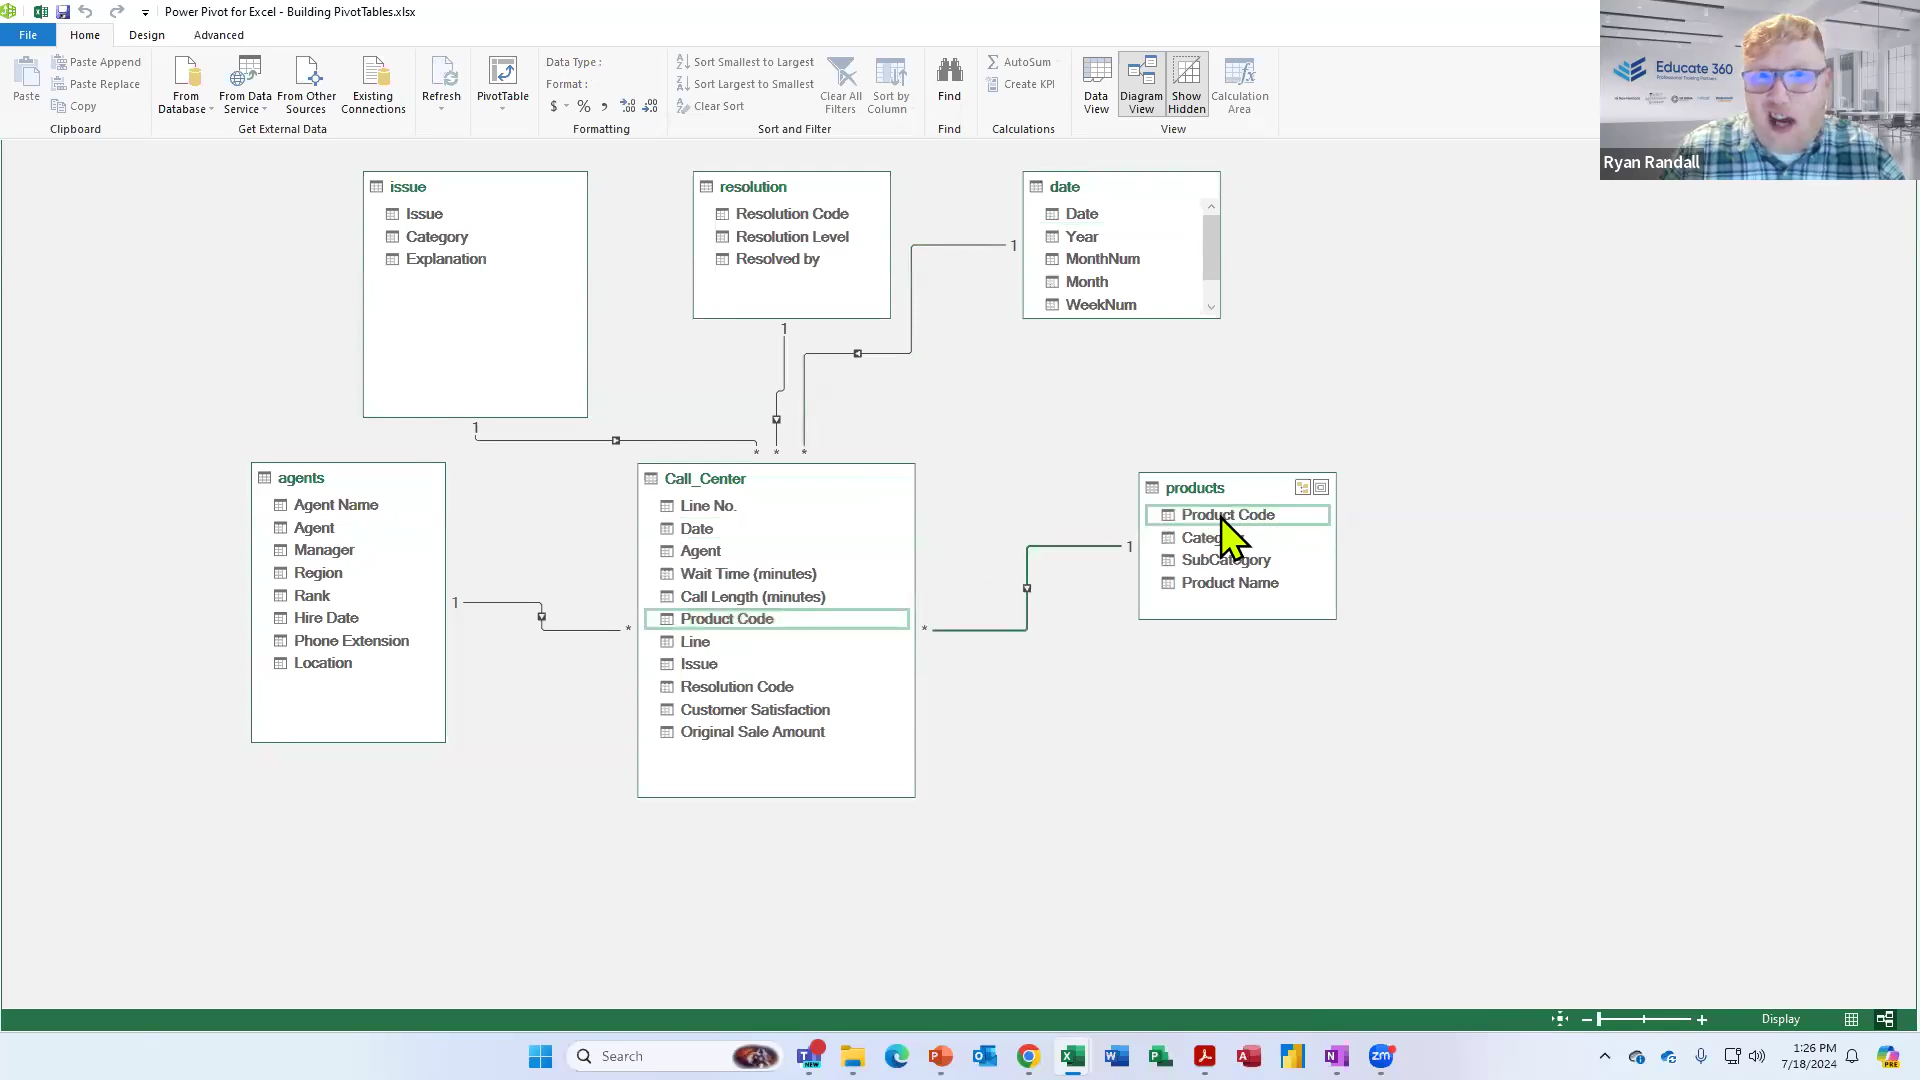 Power Pivot for Excel - Building PivotTables.xlsx
File
Home
Design
Advanced
Paste
Paste Append
Paste Replace
Copy
Clipboard
From Database
From Data Service
From Other Sources
Existing Connections
Get External Data
Refresh
PivotTable
Data Type :
Format :
$ % ,
Formatting
Sort Smallest to Largest
Sort Largest to Smallest
Clear Sort
Clear All Filters
Sort by Column
Sort and Filter
Find
Find
AutoSum
Create KPI
Calculations
Data View
Diagram View
Show Hidden
Calculation Area
View
Educate 360
Professional Training Partners
Ryan Randall
issue
Issue
Category
Explanation
resolution
Resolution Code
Resolution Level
Resolved by
date
Date
Year
MonthNum
Month
WeekNum
1
1
1
* * *
agents
Agent Name
Agent
Manager
Region
Rank
Hire Date
Phone Extension
Location
1
*
Call_Center
Line No.
Date
Agent
Wait Time (minutes)
Call Length (minutes)
Product Code
Line
Issue
Resolution Code
Customer Satisfaction
Original Sale Amount
*
1
products
Product Code
SubCategory
Product Name
Display
Search
NEW
zm
1:26 PM
7/18/2024
PRE